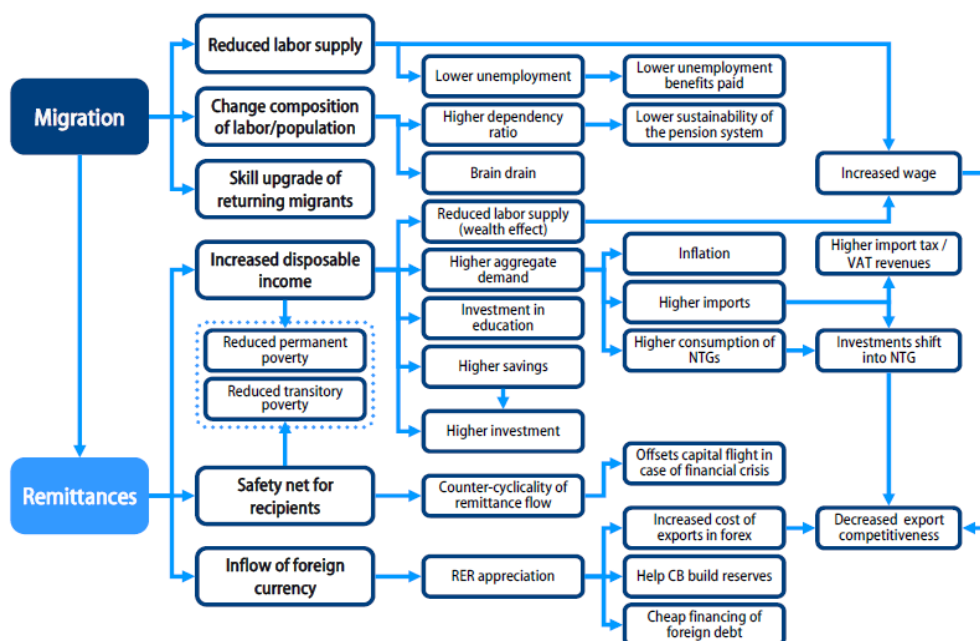 Migration
Remittances
Reduced labor supply
Change composition
of labor/population
Skill upgrade of
returning migrants
Increased disposable
income
Reduced permanent
poverty
Reduced transitory
poverty
Safety net for
recipients
Inflow of foreign
currency
Lower unemployment
Higher dependency
ratio
Brain drain
Reduced labor supply
(wealth effect)
Higher aggregate
demand
Investment in
education
Higher savings
Higher investment
Counter-cyclicality of
remittance flow
RER appreciation
Lower unemployment
benefits paid
Lower sustainability of
the pension system
Inflation
Higher imports
Higher consumption of
NTGs
Offsets capital flight in
case of financial crisis
Increased cost of
exports in forex
Help CB build reserves
Cheap financing of
foreign debt
Increased wage
Higher import tax /
VAT revenues
Investments shift
into NTG
Decreased export
competitiveness